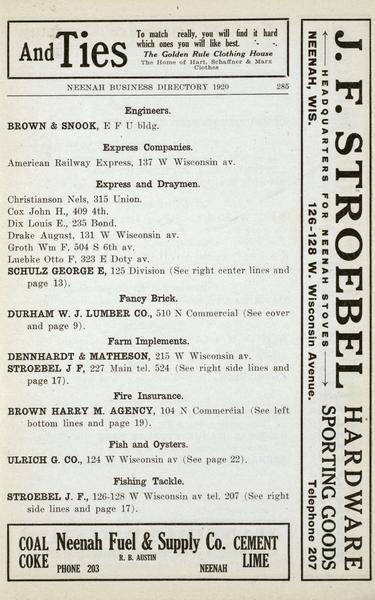 And Ties
To match really, you will find it hard
which ones you will like best.
The Golden Rule Clothing House
The Home of Hart, Schaffner & Marx
Clothes
NEENAH BUSINESS DIRECTORY 1920 285
Engineers.
BROWN & SNOOK, E F U bldg.
Express Companies.
American Railway Express, 137 W Wisconsin av.
Express and Draymen.
Christianson Nels, 315 Union.
Cox John H., 409 4th.
Dix Louis E., 235 Bond.
Drake August, 131 W Wisconsin av.
Groth Wm F, 504 S 6th av.
Luebke Otto F, 323 E Doty av.
SCHULZ GEORGE E, 125 Division (See right center lines and
page 13).
Fancy Brick.
DURHAM W. J. LUMBER CO., 510 N Commercial (See cover
and page 9).
Farm Implements.
DENNHARDT & MATHESON, 215 W Wisconsin av.
STROEBEL J F, 227 Main tel. 524 (See right side lines and
page 17).
Fire Insurance.
BROWN HARRY M. AGENCY, 104 N Commercial (See left
bottom lines and page 19).
Fish and Oysters.
ULRICH G. CO., 124 W Wisconsin av (See page 22).
Fishing Tackle.
STROEBEL J. F., 126-128 W Wisconsin av tel. 207 (See right
side lines and page 17).
COAL
COKE
Neenah Fuel & Supply Co.
R. B. AUSTIN
PHONE 203 NEENAH
CEMENT
LIME
J. F. STROEBEL HARDWARE
SPORTING GOODS
HEADQUARTERS FOR NEENAH STOVES
NEENAH, WIS. 126-128 W. Wisconsin Avenue. Telephone 207